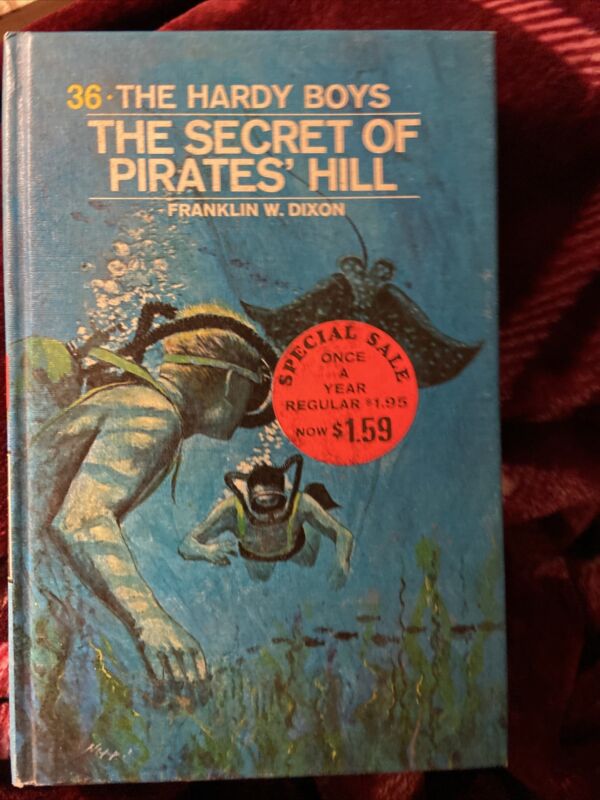 36·THE HARDY BOYS
THE SECRET OF
PIRATES' HILL
FRANKLIN W. DIXON
SPECIAL SALE
ONCE
A
YEAR
REGULAR $1.95
NOW $1.59